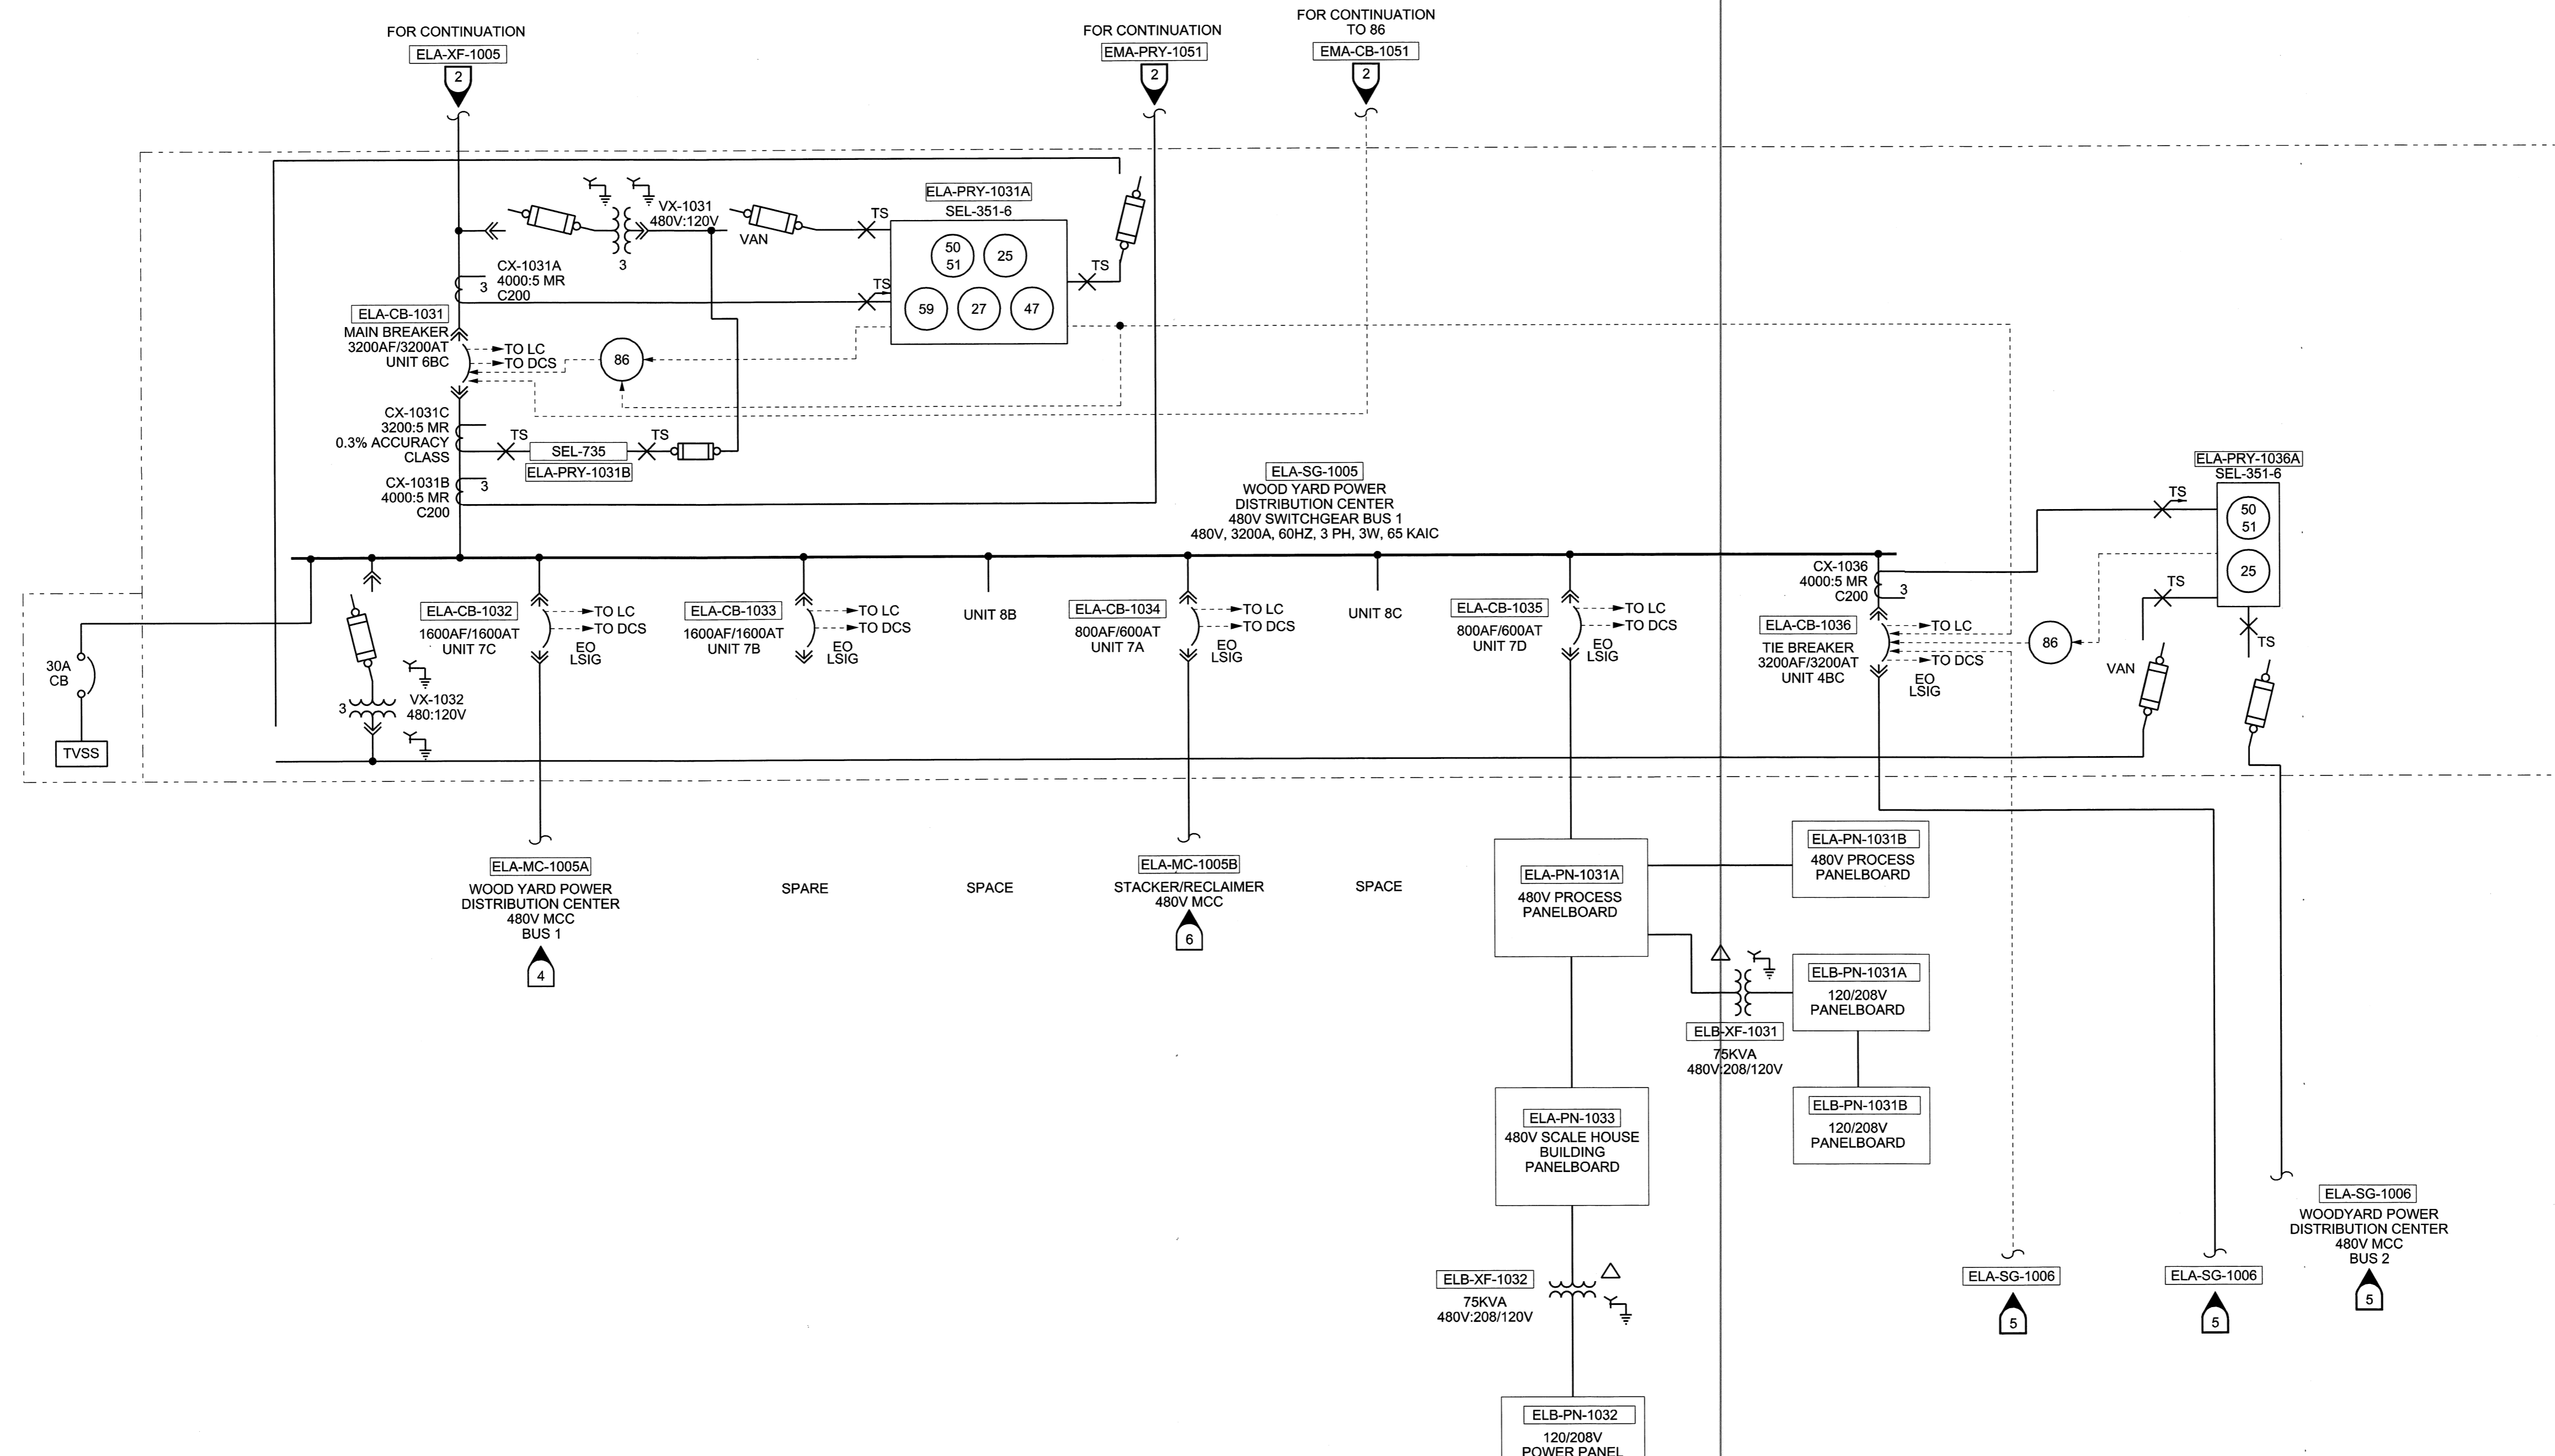 FOR CONTINUATION
ELA-XF-1005
2
FOR CONTINUATION
EMA-PRY-1051
2
FOR CONTINUATION
TO 86
EMA-CB-1051
2
VX-1031
480V:120V
3
VAN
TS
TS
ELA-PRY-1031A
SEL-351-6
50
51
25
59
27
47
TS
CX-1031A
4000:5 MR
C200
3
ELA-CB-1031
MAIN BREAKER
3200AF/3200AT
UNIT 6BC
TO LC
TO DCS
86
CX-1031C
3200:5 MR
0.3% ACCURACY
CLASS
TS
SEL-735
TS
ELA-PRY-1031B
CX-1031B
4000:5 MR
C200
3
ELA-SG-1005
WOOD YARD POWER
DISTRIBUTION CENTER
480V SWITCHGEAR BUS 1
480V, 3200A, 60HZ, 3 PH, 3W, 65 KAIC
ELA-PRY-1036A
SEL-351-6
TS
50
51
25
TS
TS
VAN
30A
CB
TVSS
3
VX-1032
480:120V
ELA-CB-1032
1600AF/1600AT
UNIT 7C
TO LC
TO DCS
EO
LSIG
ELA-CB-1033
1600AF/1600AT
UNIT 7B
TO LC
TO DCS
EO
LSIG
UNIT 8B
ELA-CB-1034
800AF/600AT
UNIT 7A
TO LC
TO DCS
EO
LSIG
UNIT 8C
ELA-CB-1035
800AF/600AT
UNIT 7D
TO LC
TO DCS
EO
LSIG
CX-1036
4000:5 MR
C200
3
ELA-CB-1036
TIE BREAKER
3200AF/3200AT
UNIT 4BC
TO LC
TO DCS
EO
LSIG
86
ELA-MC-1005A
WOOD YARD POWER
DISTRIBUTION CENTER
480V MCC
BUS 1
4
SPARE
SPACE
ELA-MC-1005B
STACKER/RECLAIMER
480V MCC
6
SPACE
ELA-PN-1031A
480V PROCESS
PANELBOARD
ELA-PN-1031B
480V PROCESS
PANELBOARD
ELB-XF-1031
75KVA
480V:208/120V
ELB-PN-1031A
120/208V
PANELBOARD
ELB-PN-1031B
120/208V
PANELBOARD
ELA-PN-1033
480V SCALE HOUSE
BUILDING
PANELBOARD
ELB-XF-1032
75KVA
480V:208/120V
ELB-PN-1032
120/208V
POWER PANEL
ELA-SG-1006
5
ELA-SG-1006
5
ELA-SG-1006
WOODYARD POWER
DISTRIBUTION CENTER
480V MCC
BUS 2
5